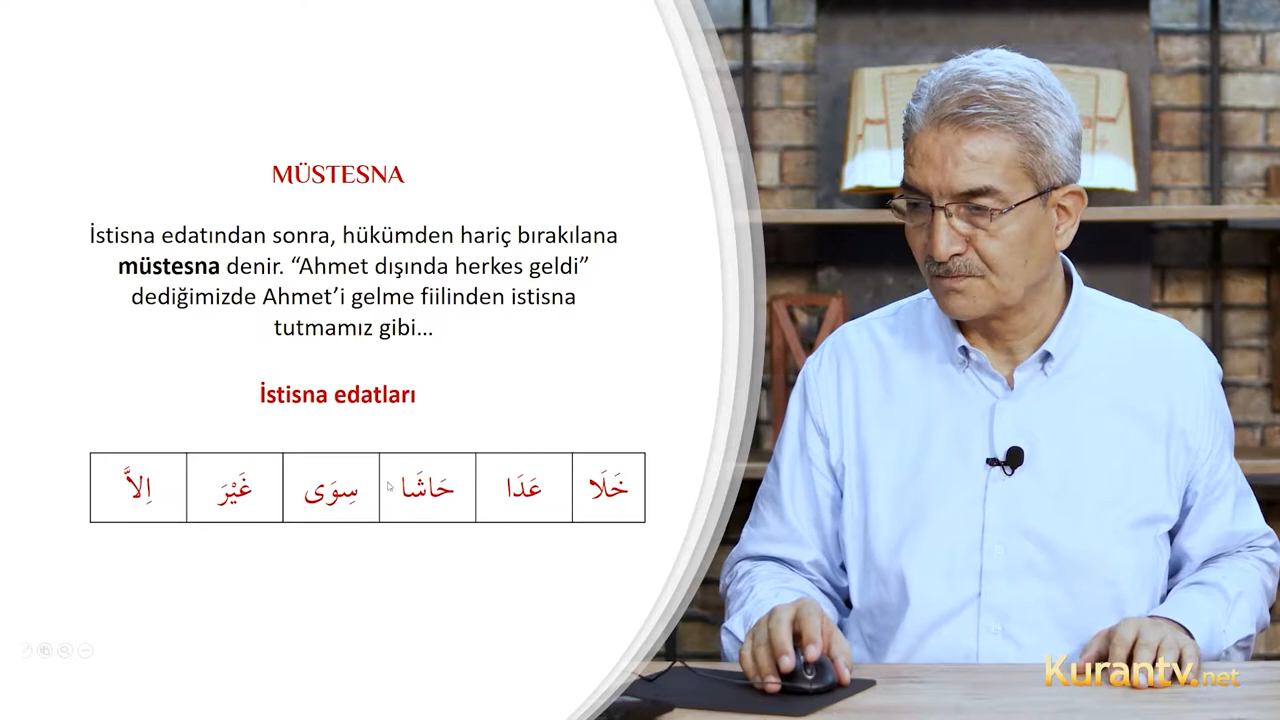 MÜSTESNA
İstisna edatından sonra, hükümden hariç bırakılana
müstesna denir. “Ahmet dışında herkes geldi”
dediğimizde Ahmet’i gelme fiilinden istisna
tutmamız gibi...
İstisna edatları
خَلَا عَدَا حَاشَا سِوَى غَيْرَ اِلاَّ
Kurantv.net